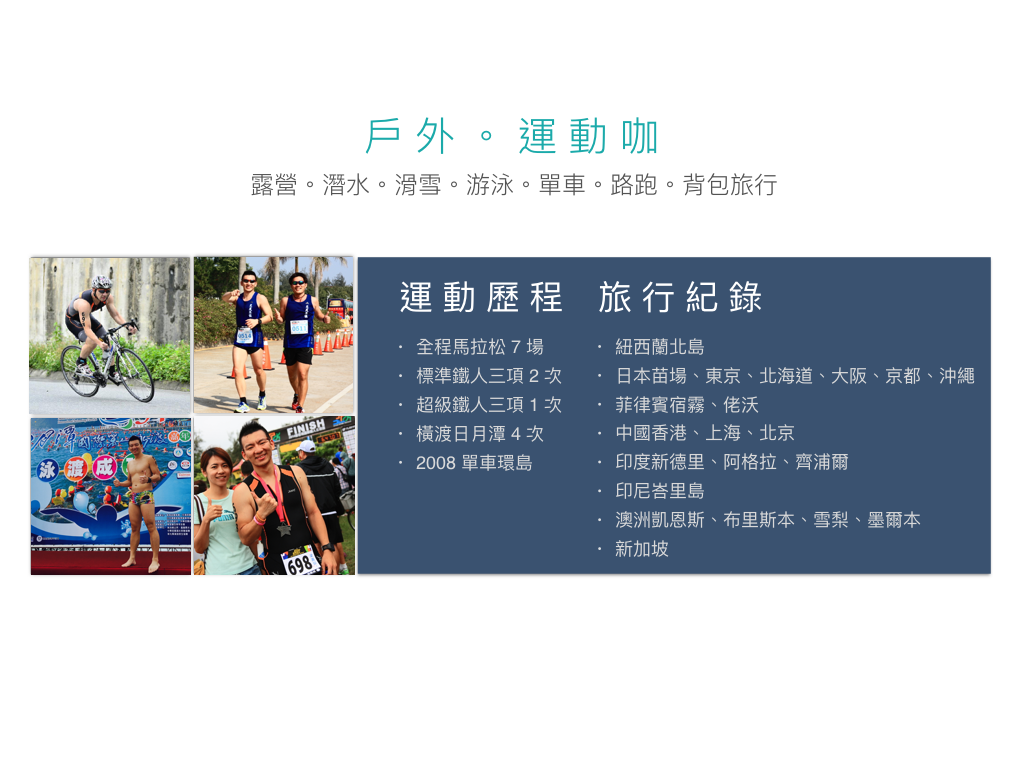 戶外。運動咖
露營。潛水。滑雪。游泳。單車。路跑。背包旅行
運動歷程
・全程馬拉松 7 場
・標準鐵人三項 2 次
・超級鐵人三項 1 次
・橫渡日月潭 4 次
・2008 單車環島
旅行紀錄
・紐西蘭北島
・日本苗場、東京、北海道、大阪、京都、沖繩
・菲律賓宿霧、佬沃
・中國香港、上海、北京
・印度新德里、阿格拉、齊浦爾
・印尼峇里島
・澳洲凱恩斯、布里斯本、雪梨、墨爾本
・新加坡
泳渡成
FINISH
698